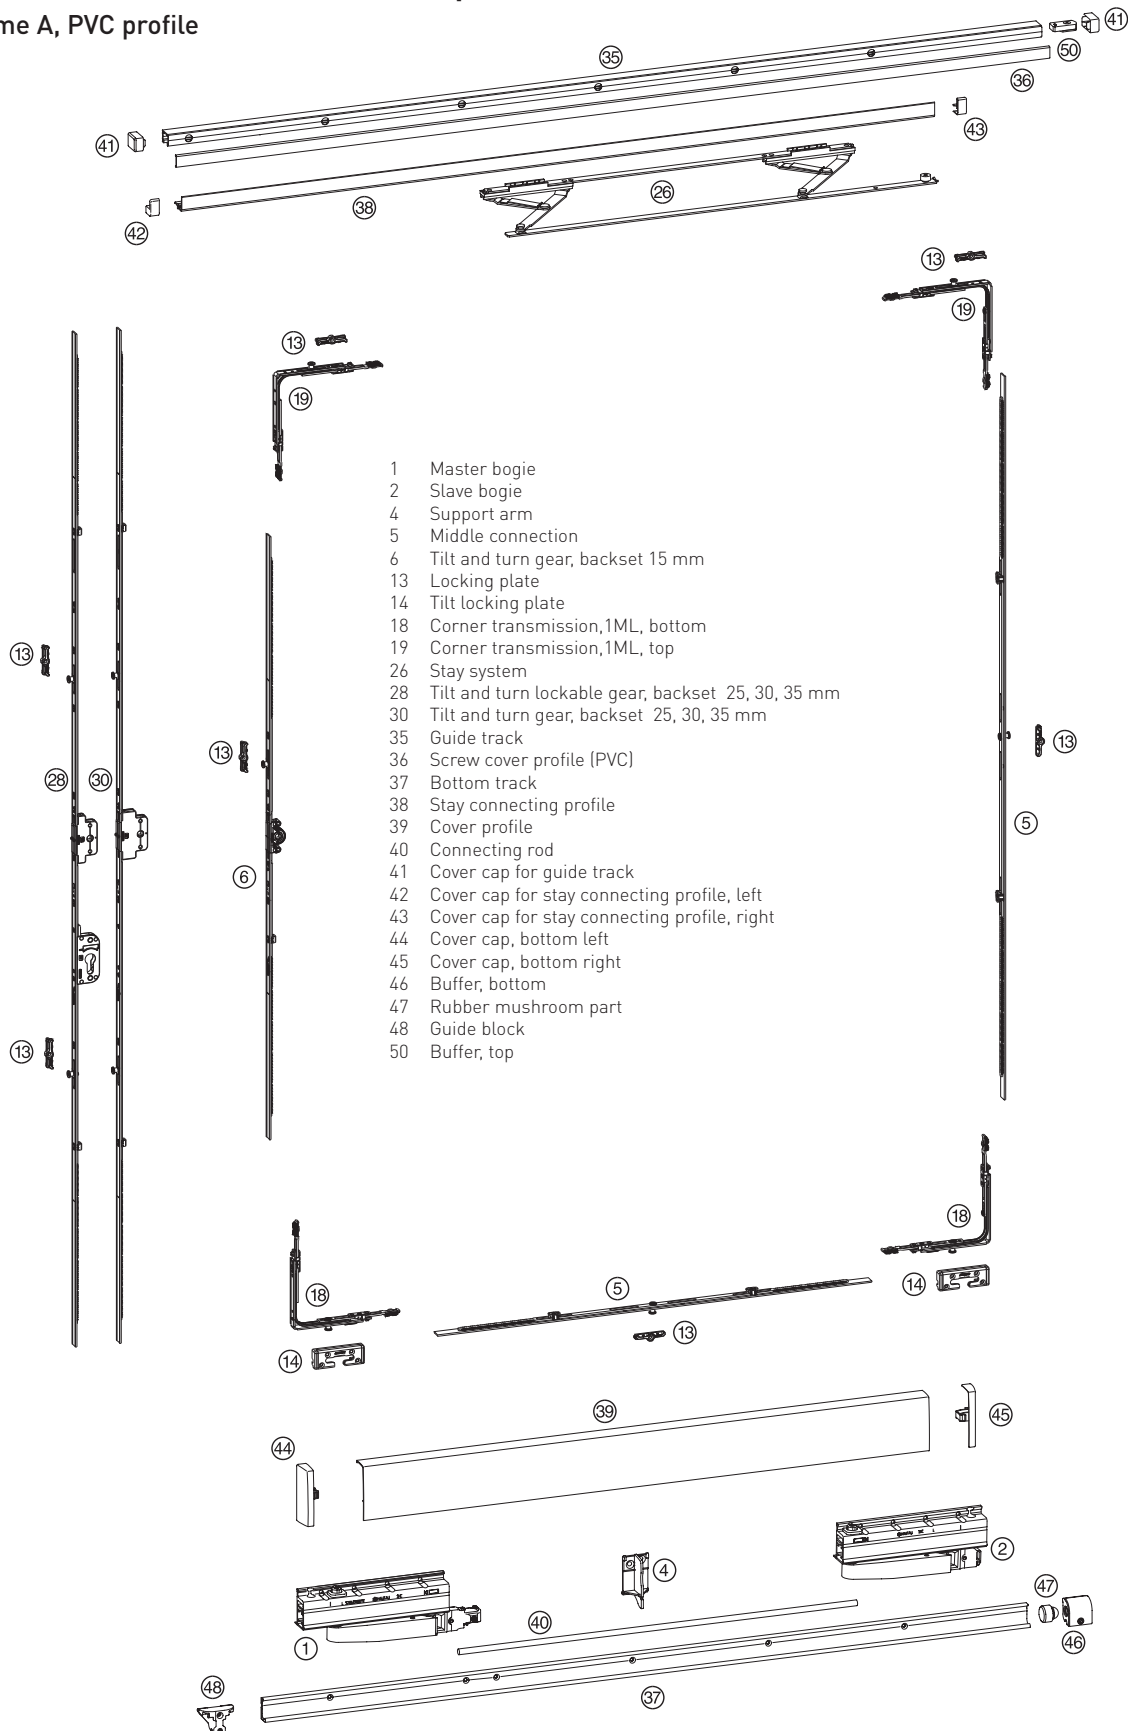 me A, PVC profile
41
35
50
36
41
43
38
26
42
13
19
13
19
1 Master bogie
2 Slave bogie
4 Support arm
5 Middle connection
6 Tilt and turn gear, backset 15 mm
13 Locking plate
14 Tilt locking plate
18 Corner transmission,1ML, bottom
19 Corner transmission,1ML, top
26 Stay system
28 Tilt and turn lockable gear, backset 25, 30, 35 mm
30 Tilt and turn gear, backset 25, 30, 35 mm
35 Guide track
36 Screw cover profile (PVC)
37 Bottom track
38 Stay connecting profile
39 Cover profile
40 Connecting rod
41 Cover cap for guide track
42 Cover cap for stay connecting profile, left
43 Cover cap for stay connecting profile, right
44 Cover cap, bottom left
45 Cover cap, bottom right
46 Buffer, bottom
47 Rubber mushroom part
48 Guide block
50 Buffer, top
13
13
13
28
30
5
6
13
18
18
5
14
13
14
39
45
44
2
4
47
40
1
46
48
37